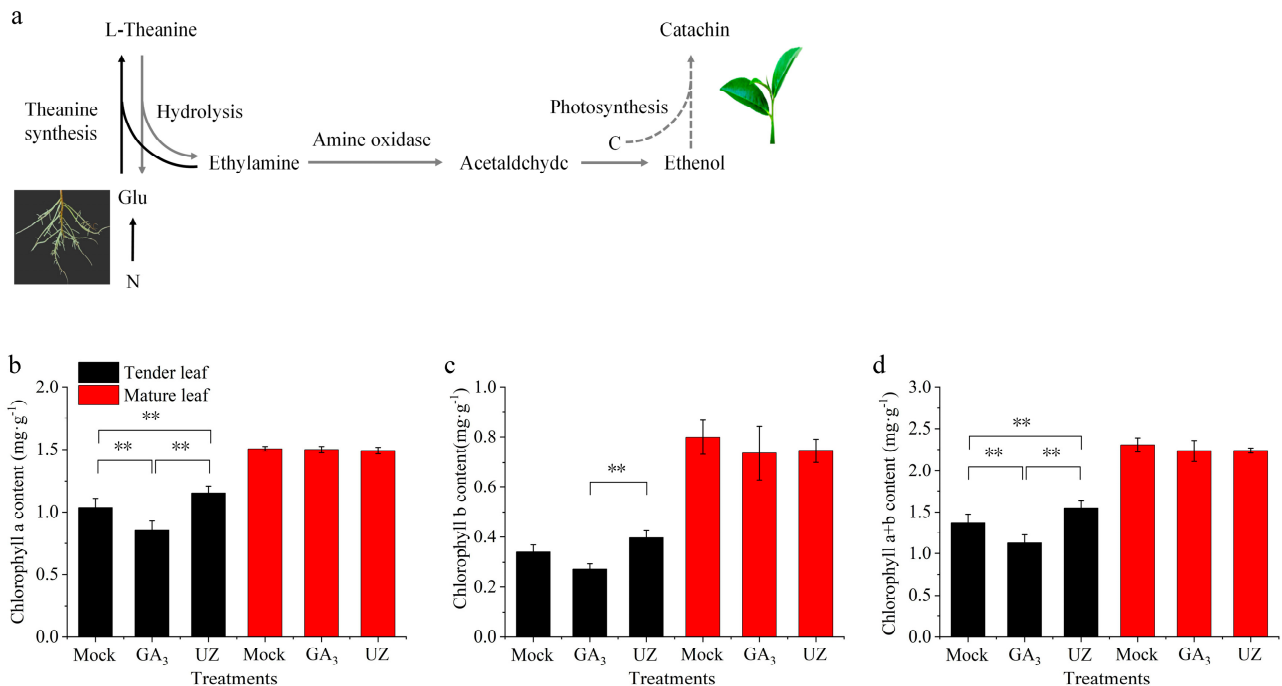 a
L-Theanine
Catachin
Theanine
synthesis
Hydrolysis
Photosynthesis
C
Amine oxidase
Ethylamine
Acetaldchydc
Ethenol
Glu
N
b
Tender leaf
Mature leaf
Chlorophyll a content (mg·g⁻¹)
2.0
1.5
1.0
0.5
0.0
**
**
**
Mock
GA₃
UZ
Mock
GA₃
UZ
Treatments
c
Chlorophyll b content(mg·g⁻¹)
1.0
0.8
0.6
0.4
0.2
0.0
**
Mock
GA₃
UZ
Mock
GA₃
UZ
Treatments
d
Chlorophyll a+b content (mg·g⁻¹)
3.0
2.5
2.0
1.5
1.0
0.5
0.0
**
**
**
Mock
GA₃
UZ
Mock
GA₃
UZ
Treatments